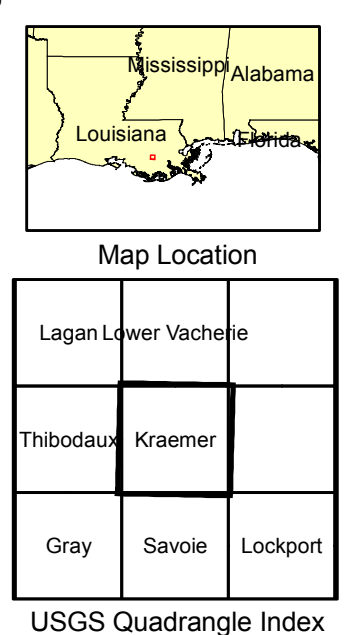 Mississippi
Alabama
Louisiana
Florida
Map Location
Lagan Lower Vacherie
Thibodaux Kraemer
Gray Savoie Lockport
USGS Quadrangle Index